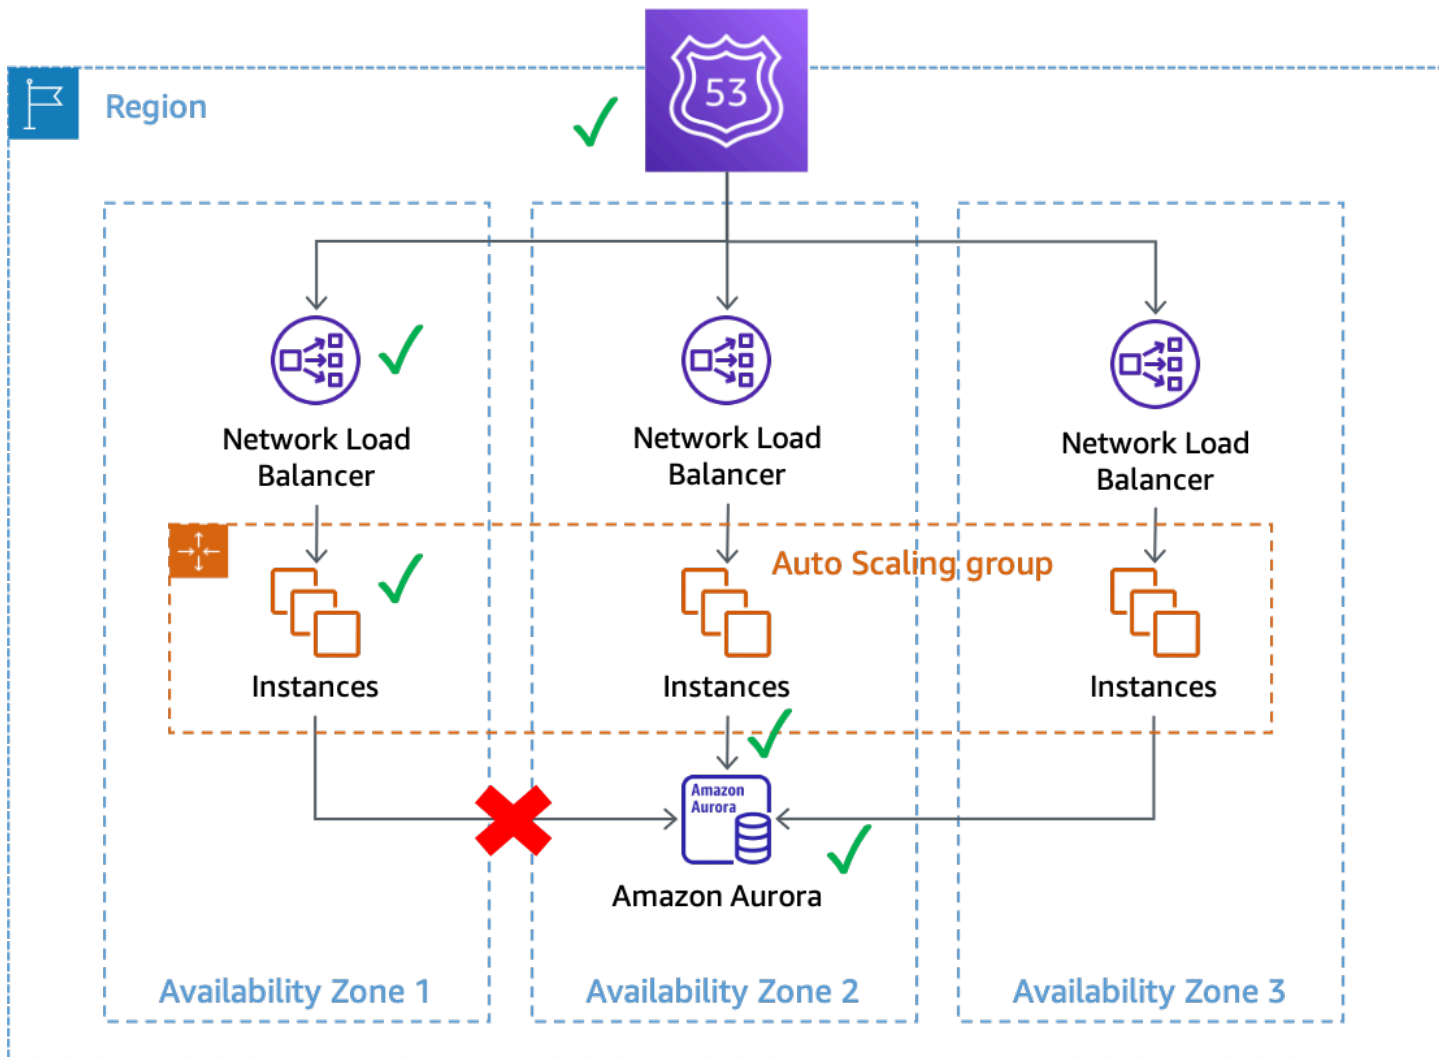 53
Region
Network Load
Balancer
Network Load
Balancer
Network Load
Balancer
Auto Scaling group
Instances
Instances
Instances
Amazon
Aurora
Amazon Aurora
Availability Zone 1
Availability Zone 2
Availability Zone 3